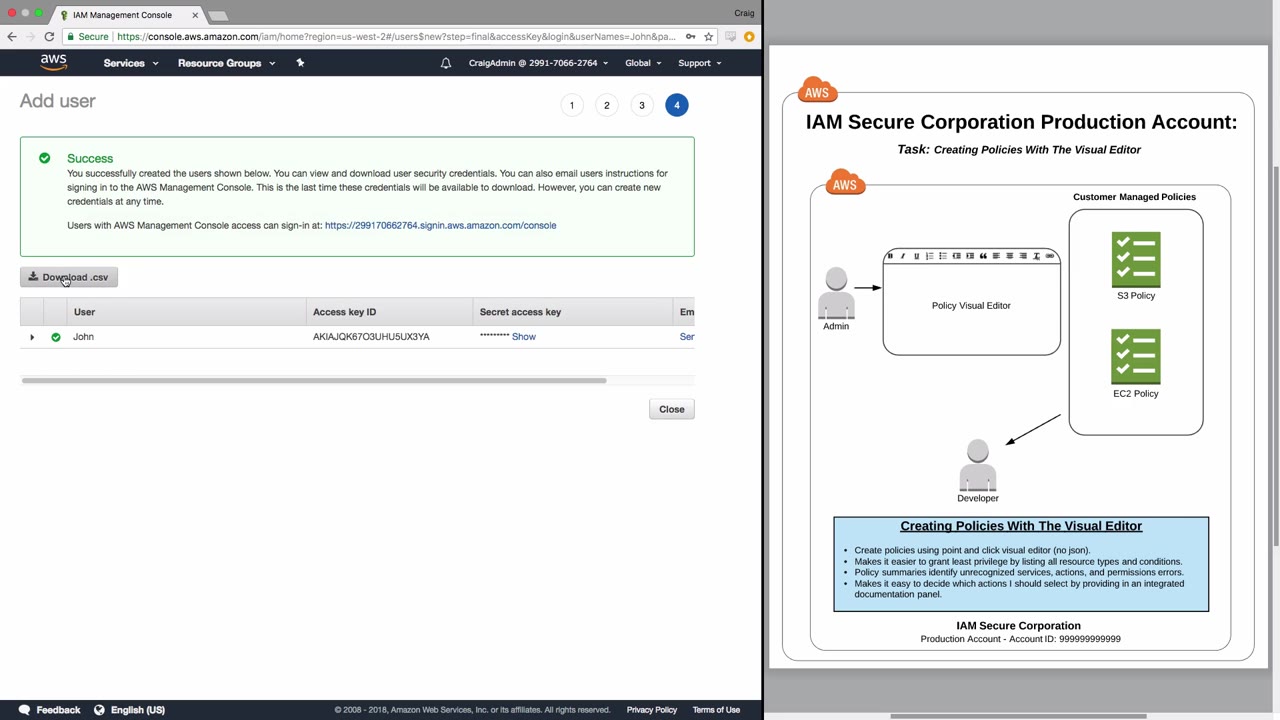 IAM Management Console
Craig
Secure
https://console.aws.amazon.com/iam/home?region=us-west-2#/users$new?step=final&accessKey&login&userNames=John&pa...
aws
Services
Resource Groups
CraigAdmin @ 2991-7066-2764
Global
Support
Add user
1
2
3
4
Success
You successfully created the users shown below. You can view and download user security credentials. You can also email users instructions for
signing in to the AWS Management Console. This is the last time these credentials will be available to download. However, you can create new
credentials at any time.
Users with AWS Management Console access can sign-in at: https://299170662764.signin.aws.amazon.com/console
Download .csv
User
Access key ID
Secret access key
Em
John
AKIAJQK67O3UHU5UX3YA
********* Show
Ser
Close
Feedback
English (US)
© 2008 - 2018, Amazon Web Services, Inc. or its affiliates. All rights reserved.
Privacy Policy
Terms of Use
AWS
IAM Secure Corporation Production Account:
Task: Creating Policies With The Visual Editor
AWS
Customer Managed Policies
B I U
Policy Visual Editor
Admin
S3 Policy
EC2 Policy
Developer
Creating Policies With The Visual Editor
• Create policies using point and click visual editor (no json).
• Makes it easier to grant least privilege by listing all resource types and conditions.
• Policy summaries identify unrecognized services, actions, and permissions errors.
• Makes it easy to decide which actions I should select by providing in an integrated
documentation panel.
IAM Secure Corporation
Production Account - Account ID: 999999999999